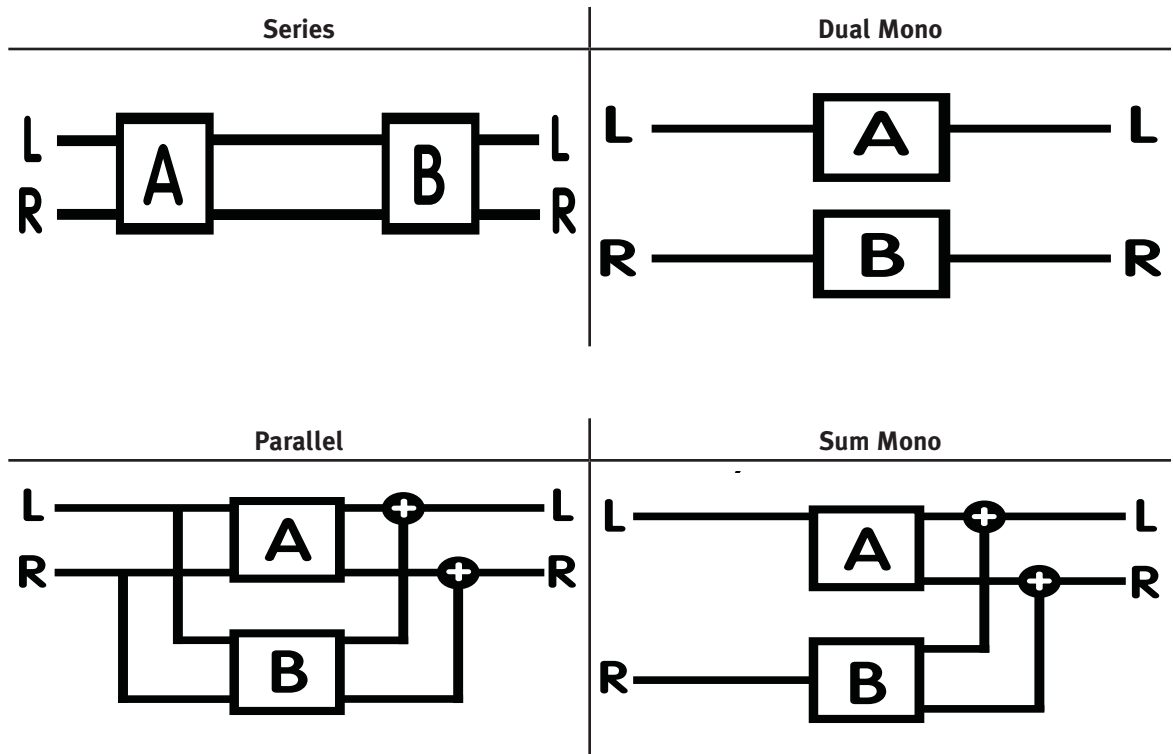 Series
L A B L
R R
Dual Mono
L A L
R B R
Parallel
L A + L
R + R
B
Sum Mono
L A + L
+ R
R B